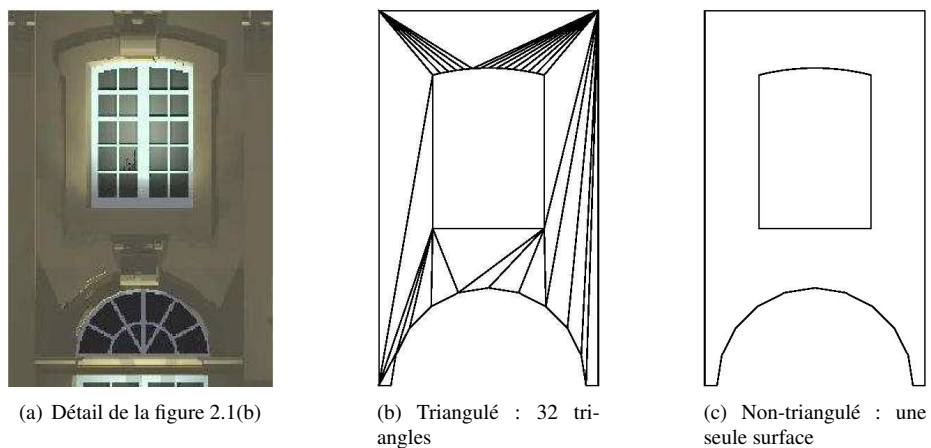 (a) Détail de la figure 2.1(b)
(b) Triangulé : 32 tri-
angles
(c) Non-triangulé : une
seule surface